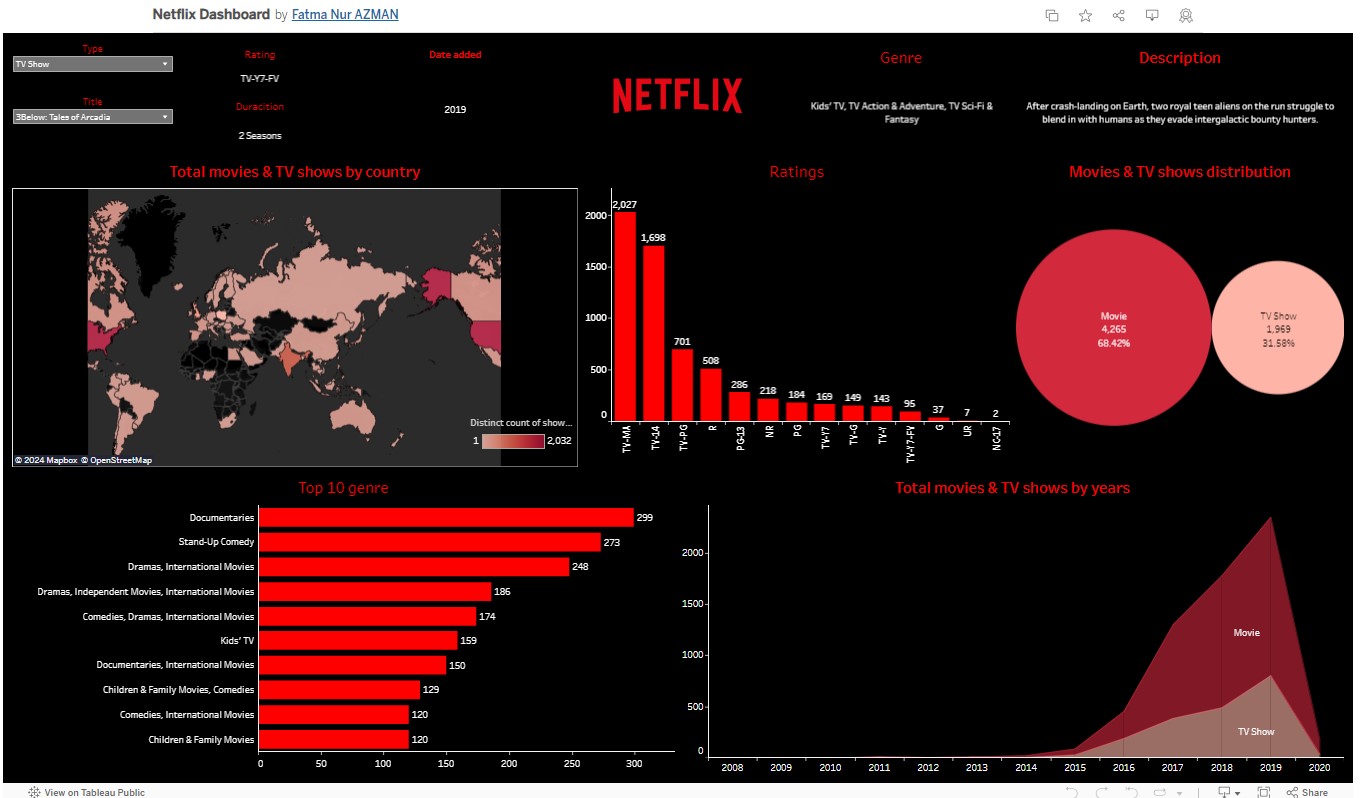 Netflix Dashboard by Fatma Nur AZMAN
Type
TV Show
Title
3Below: Tales of Arcadia
Rating
TV-Y7-FV
Duracition
2 Seasons
Date added
2019
NETFLIX
Genre
Kids' TV, TV Action & Adventure, TV Sci-Fi &
Fantasy
Description
After crash-landing on Earth, two royal teen aliens on the run struggle to
blend in with humans as they evade intergalactic bounty hunters.
Total movies & TV shows by country
Distinct count of show...
1 2,032
© 2024 Mapbox © OpenStreetMap
Ratings
2000
1500
1000
500
0
2,027
1,698
701
508
286
218
184
169
149
143
95
37
7
2
TV-MA
TV-14
TV-PG
R
PG-13
NR
PG
TV-Y7
TV-G
TV-Y
TV-Y7-FV
G
UR
NC-17
Movies & TV shows distribution
Movie
4,265
68.42%
TV Show
1,969
31.58%
Top 10 genre
Documentaries 299
Stand-Up Comedy 273
Dramas, International Movies 248
Dramas, Independent Movies, International Movies 186
Comedies, Dramas, International Movies 174
Kids' TV 159
Documentaries, International Movies 150
Children & Family Movies, Comedies 129
Comedies, International Movies 120
Children & Family Movies 120
0 50 100 150 200 250 300
Total movies & TV shows by years
2000
1500
1000
500
0
Movie
TV Show
2008 2009 2010 2011 2012 2013 2014 2015 2016 2017 2018 2019 2020
View on Tableau Public
Share